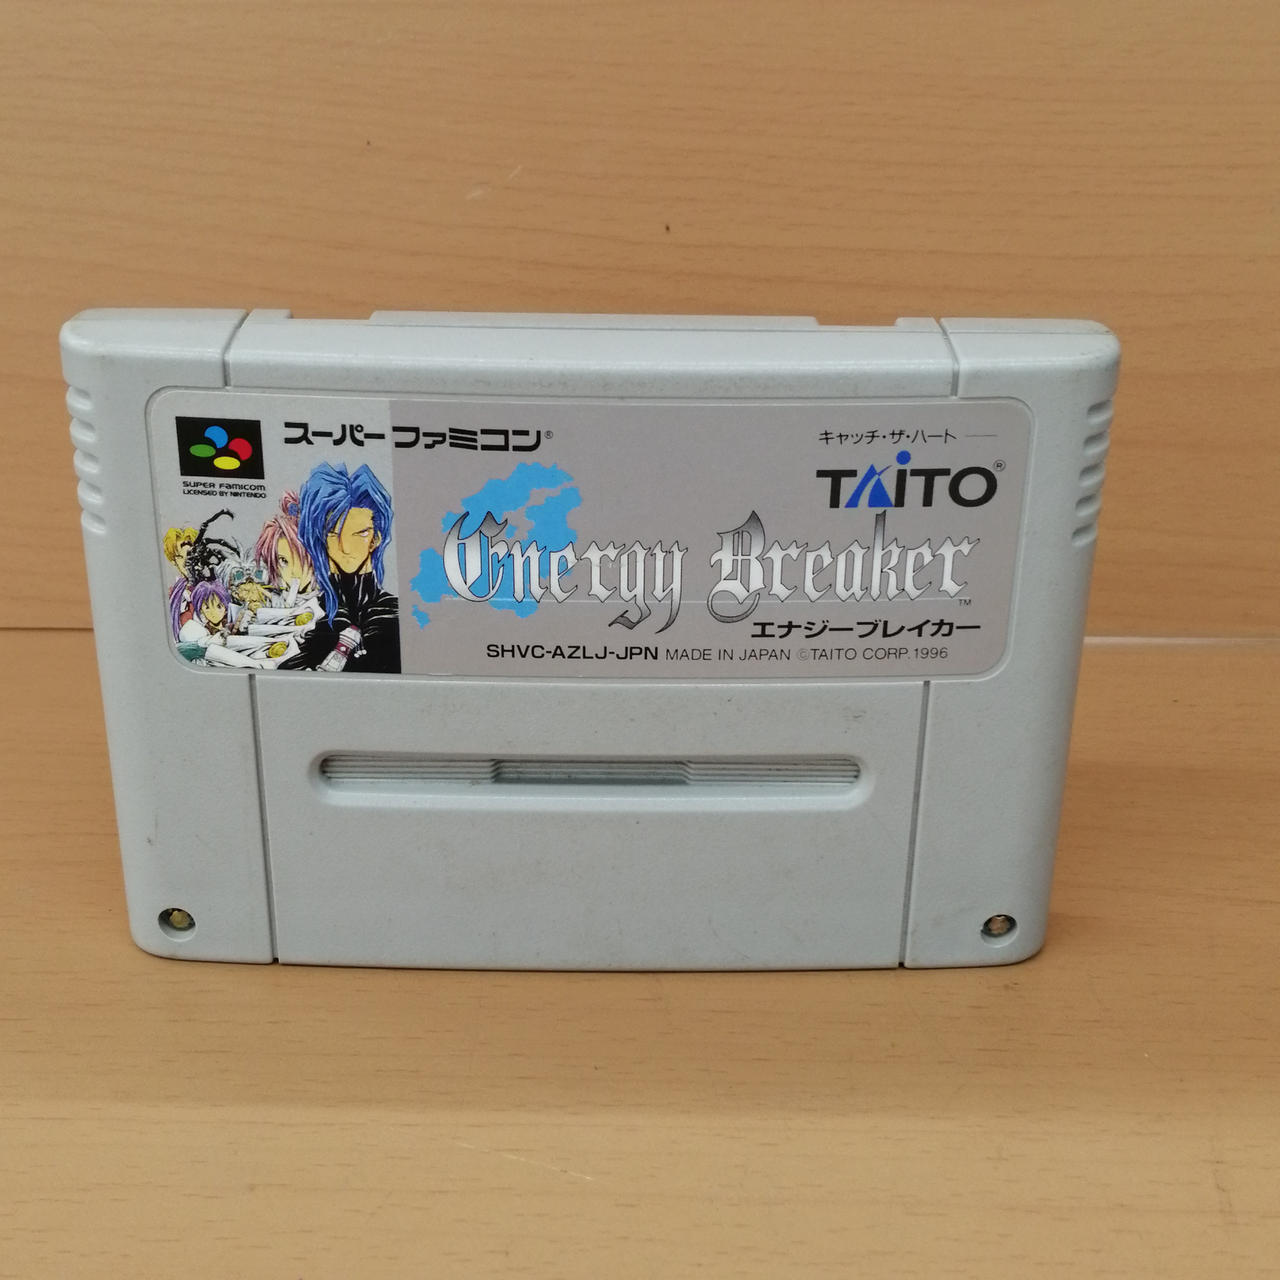 スーパーファミコン®
キャッチ・ザ・ハート
TAITO®
SUPER FAMICOM
LICENSED BY NINTENDO
Energy Breaker™
エナジーブレイカー
SHVC-AZLJ-JPN MADE IN JAPAN ©TAITO CORP. 1996